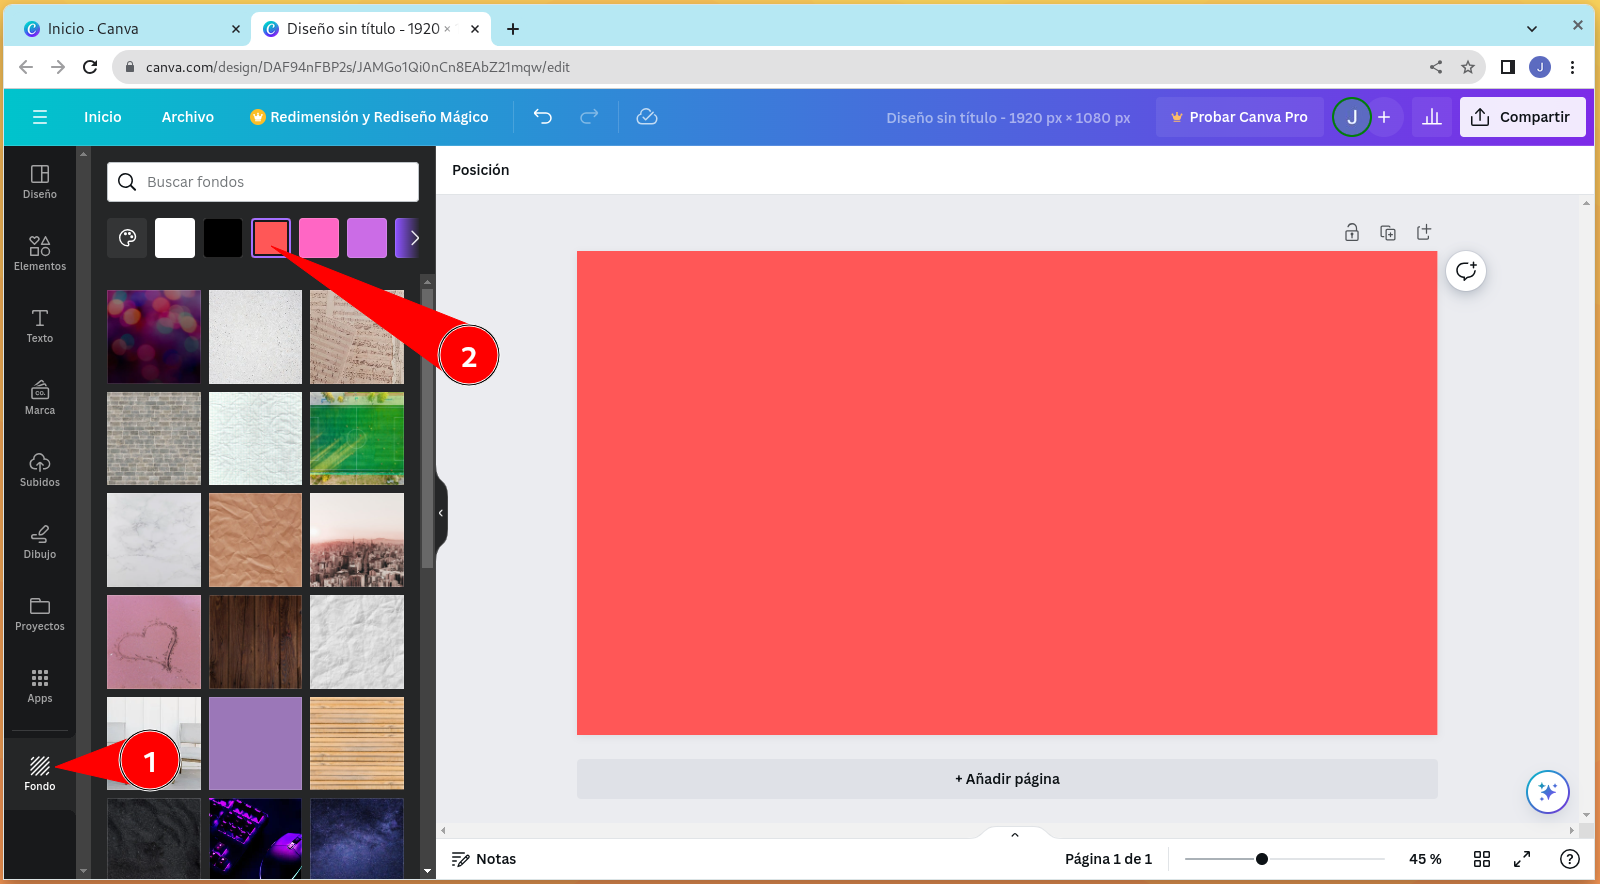 Inicio - Canva
Diseño sin título - 1920 ×
canva.com/design/DAF94nFBP2s/JAMGo1Qi0nCn8EAbZ21mqw/edit
J
Inicio
Archivo
Redimensión y Rediseño Mágico
Diseño sin título - 1920 px × 1080 px
Probar Canva Pro
J
Compartir
Diseño
Elementos
Texto
CO.
Marca
Subidos
Dibujo
Proyectos
Apps
Fondo
Buscar fondos
Posición
2
1
+ Añadir página
Notas
Página 1 de 1
45 %